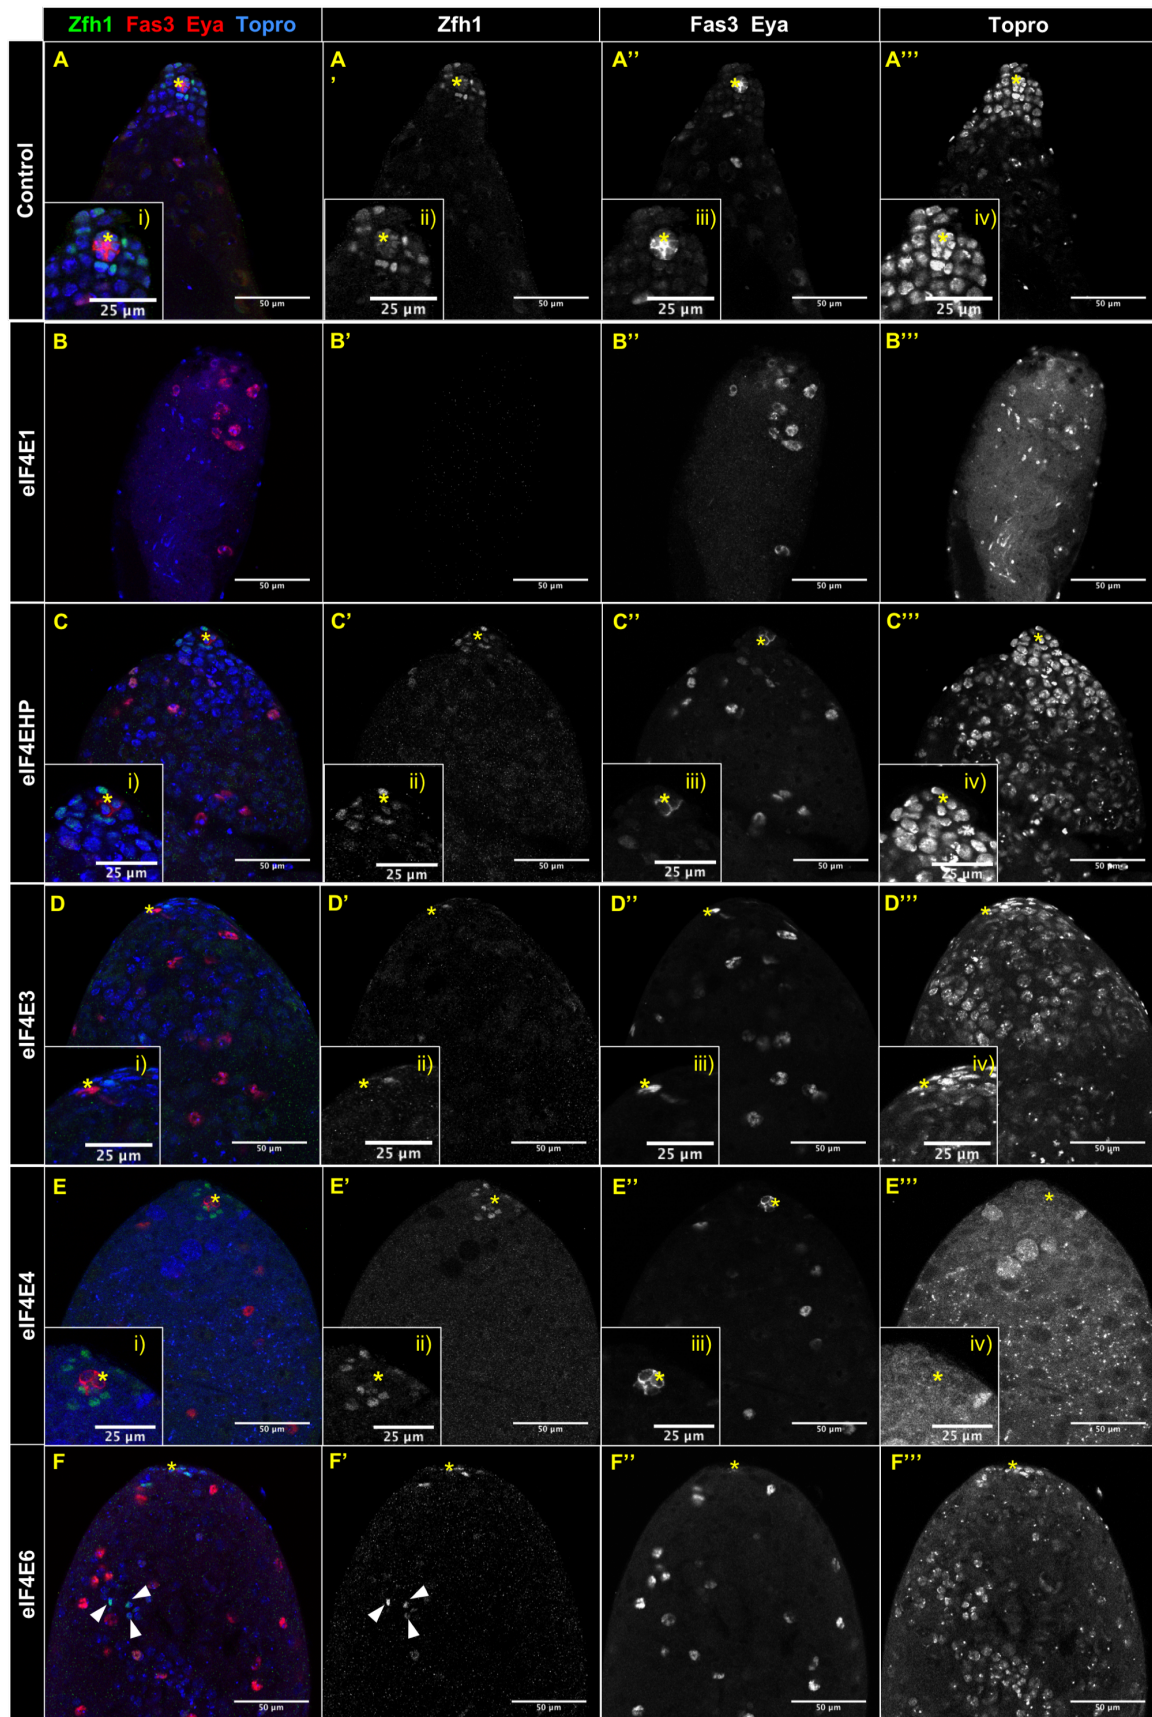 Zfh1 Fas3 Eya Topro Zfh1 Fas3 Eya Topro
Control
A A ’ A’’ A’’’
* * * *
i) ii) iii) iv)
* * * *
25 µm 50 µm 25 µm 50 µm 25 µm 50 µm 25 µm 50 µm
eIF4E1
B B’ B’’ B’’’
50 µm 50 µm 50 µm 50 µm
eIF4EHP
C C’ C’’ C’’’
* * * *
i) ii) iii) iv)
* * * *
25 µm 50 µm 25 µm 50 µm 25 µm 50 µm 25 µm 50 µm
eIF4E3
D D’ D’’ D’’’
* * * *
i) ii) iii) iv)
* * * *
25 µm 50 µm 25 µm 50 µm 25 µm 50 µm 25 µm 50 µm
eIF4E4
E E’ E’’ E’’’
* * * *
i) ii) iii) iv)
* * * *
25 µm 50 µm 25 µm 50 µm 25 µm 50 µm 25 µm 50 µm
eIF4E6
F F’ F’’ F’’’
* * * *
50 µm 50 µm 50 µm 50 µm